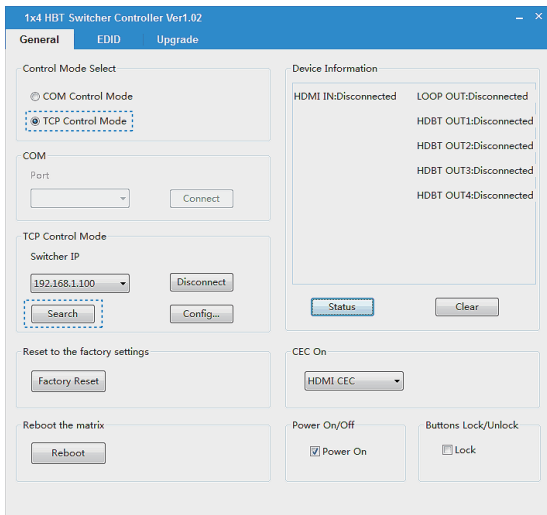 1x4 HBT Switcher Controller Ver1.02
General EDID Upgrade
Control Mode Select
COM Control Mode
TCP Control Mode
COM
Port
Connect
TCP Control Mode
Switcher IP
192.168.1.100 Disconnect
Search Config...
Reset to the factory settings
Factory Reset
Reboot the matrix
Reboot
Device Information
HDMI IN:Disconnected LOOP OUT:Disconnected
HDBT OUT1:Disconnected
HDBT OUT2:Disconnected
HDBT OUT3:Disconnected
HDBT OUT4:Disconnected
Status Clear
CEC On
HDMI CEC
Power On/Off
Power On
Buttons Lock/Unlock
Lock